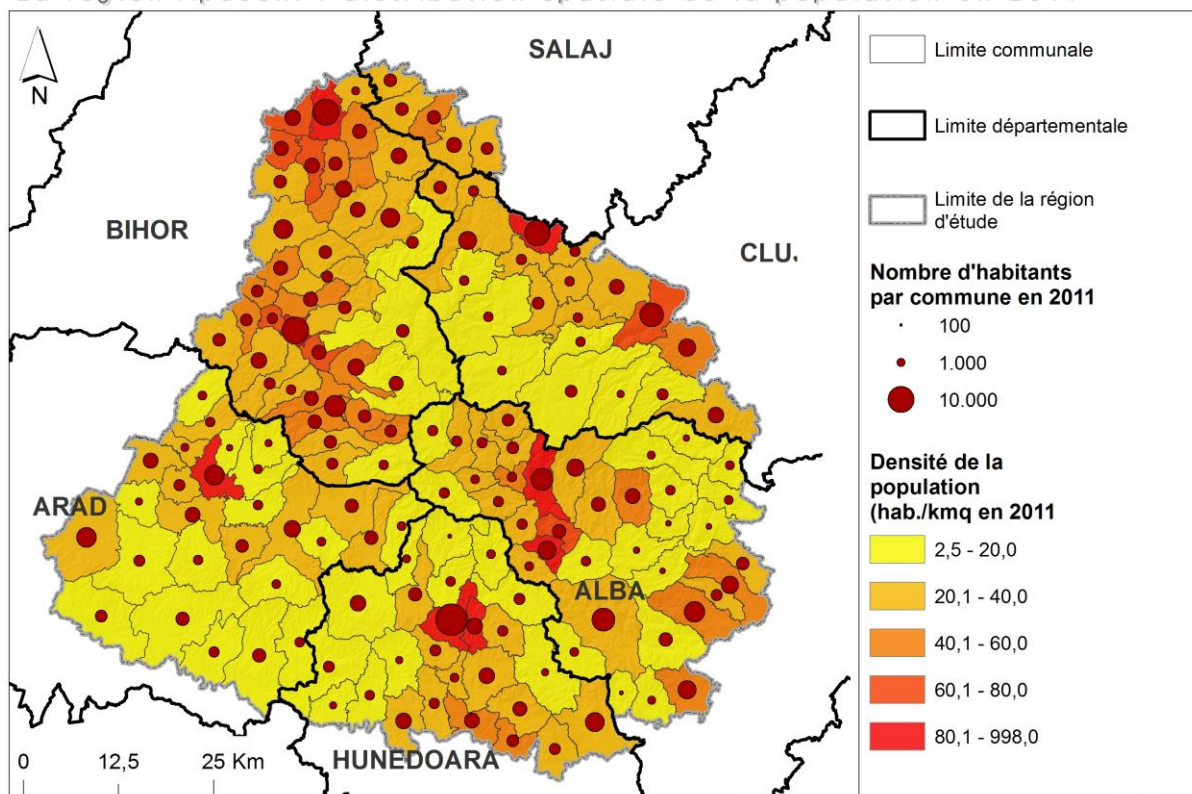 SALAJ
N
BIHOR
CLUJ.
ARAD
ALBA
HUNEDOARA
0 12,5 25 Km
Limite communale
Limite départementale
Limite de la région
d'étude
Nombre d'habitants
par commune en 2011
100
1.000
10.000
Densité de la
population
(hab./kmq en 2011
2,5 - 20,0
20,1 - 40,0
40,1 - 60,0
60,1 - 80,0
80,1 - 998,0